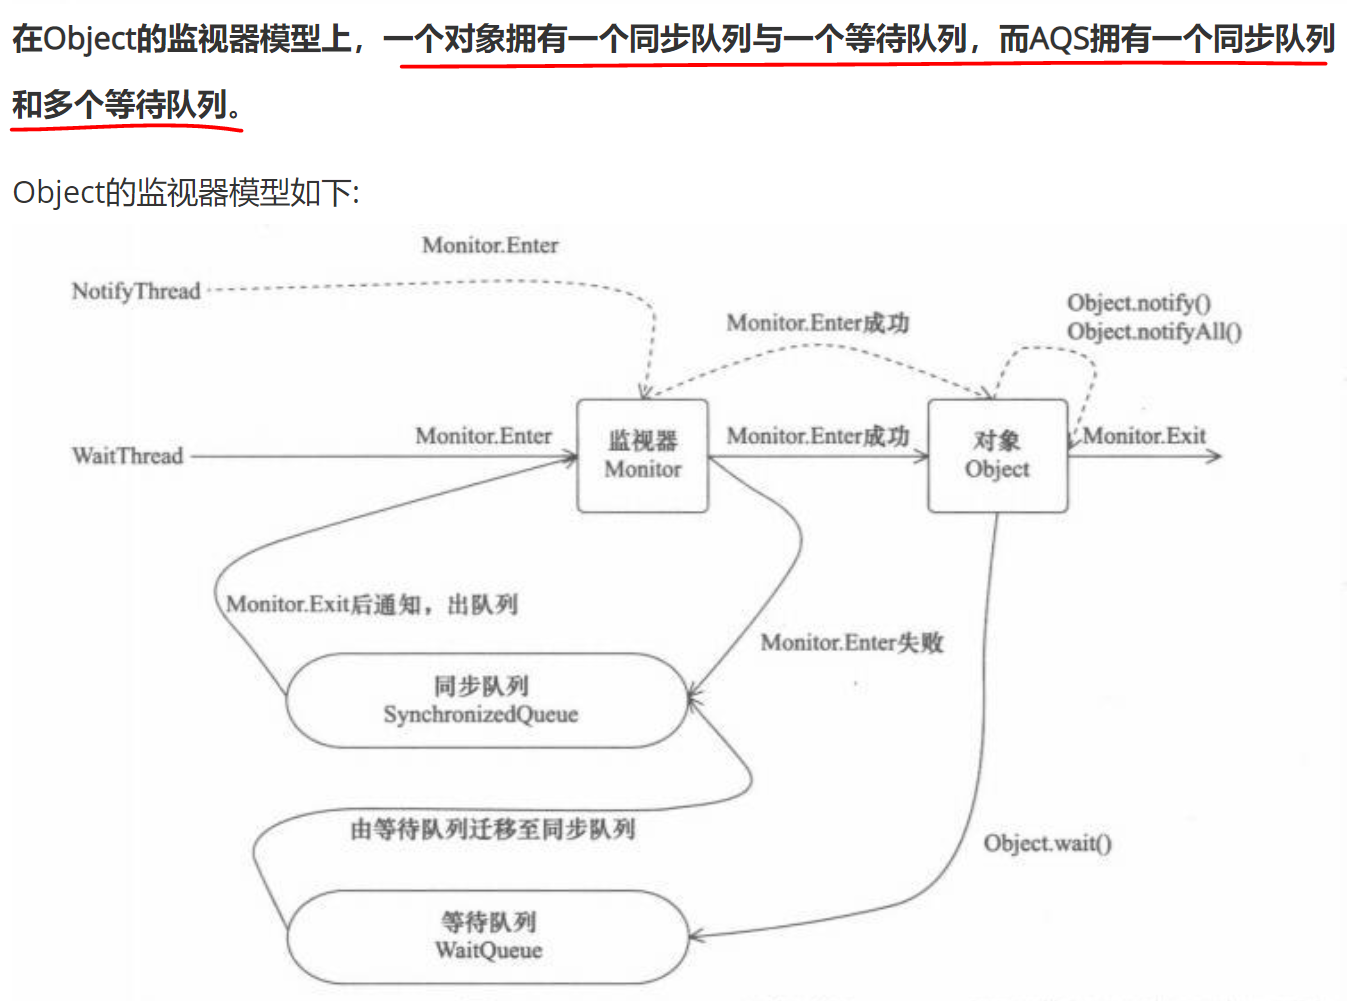 在Object的监视器模型上，一个对象拥有一个同步队列与一个等待队列，而AQS拥有一个同步队列
和多个等待队列。
Object的监视器模型如下:
Monitor.Enter
NotifyThread
Object.notify()
Monitor.Enter成功
Object.notifyAll()
WaitThread
Monitor.Enter
监视器
Monitor
Monitor.Enter成功
对象
Object
Monitor.Exit
Monitor.Exit后通知，出队列
Monitor.Enter失败
同步队列
SynchronizedQueue
由等待队列迁移至同步队列
Object.wait()
等待队列
WaitQueue